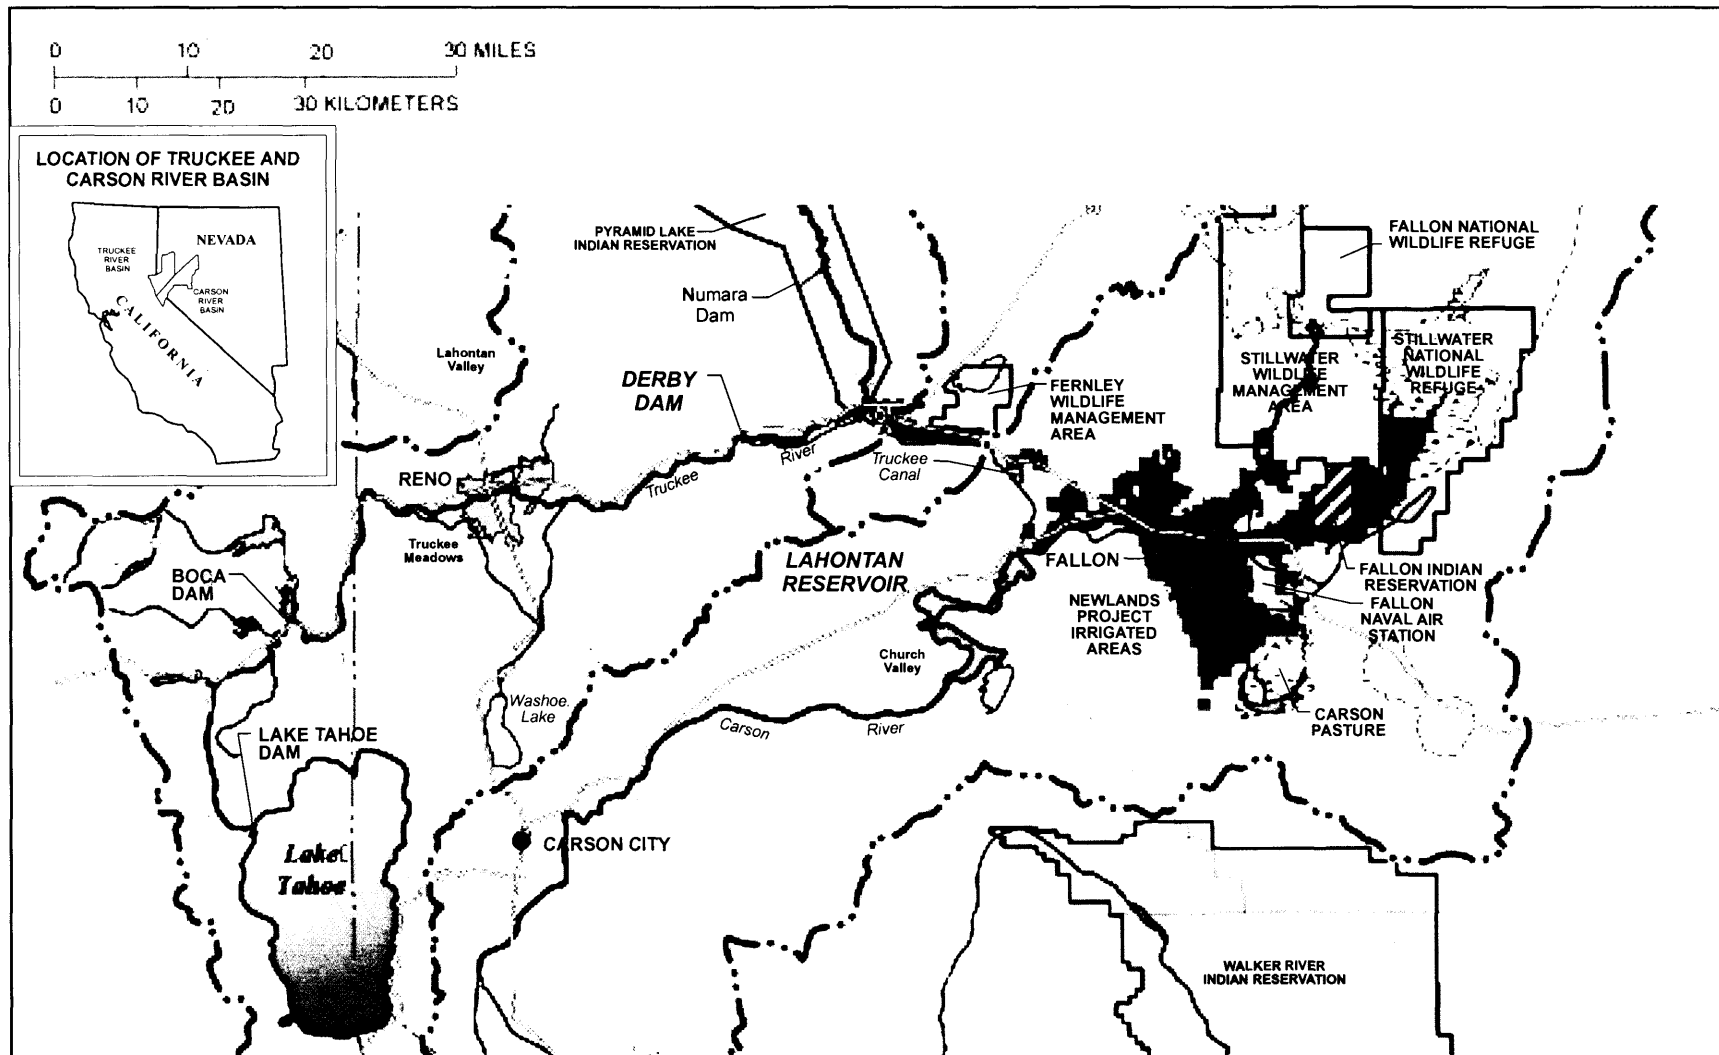 0 10 20 30 MILES
0 10 20 30 KILOMETERS
LOCATION OF TRUCKEE AND
CARSON RIVER BASIN
NEVADA
TRUCKEE
RIVER
BASIN
CARSON
RIVER
BASIN
CALIFORNIA
PYRAMID LAKE
INDIAN RESERVATION
Numara
Dam
FALLON NATIONAL
WILDLIFE REFUGE
Lahontan
Valley
DERBY
DAM
FERNLEY
WILDLIFE
MANAGEMENT
AREA
STILLWATER
WILDLIFE
MANAGEMENT
AREA
STILLWATER
NATIONAL
WILDLIFE
REFUGE
RENO
Truckee
River
Truckee
Canal
Truckee
Meadows
BOCA
DAM
LAHONTAN
RESERVOIR
FALLON
FALLON INDIAN
RESERVATION
FALLON
NAVAL AIR
STATION
NEWLANDS
PROJECT
IRRIGATED
AREAS
Church
Valley
Washoe
Lake
Carson
River
CARSON
PASTURE
LAKE TAHOE
DAM
Lake
Tahoe
CARSON CITY
WALKER RIVER
INDIAN RESERVATION